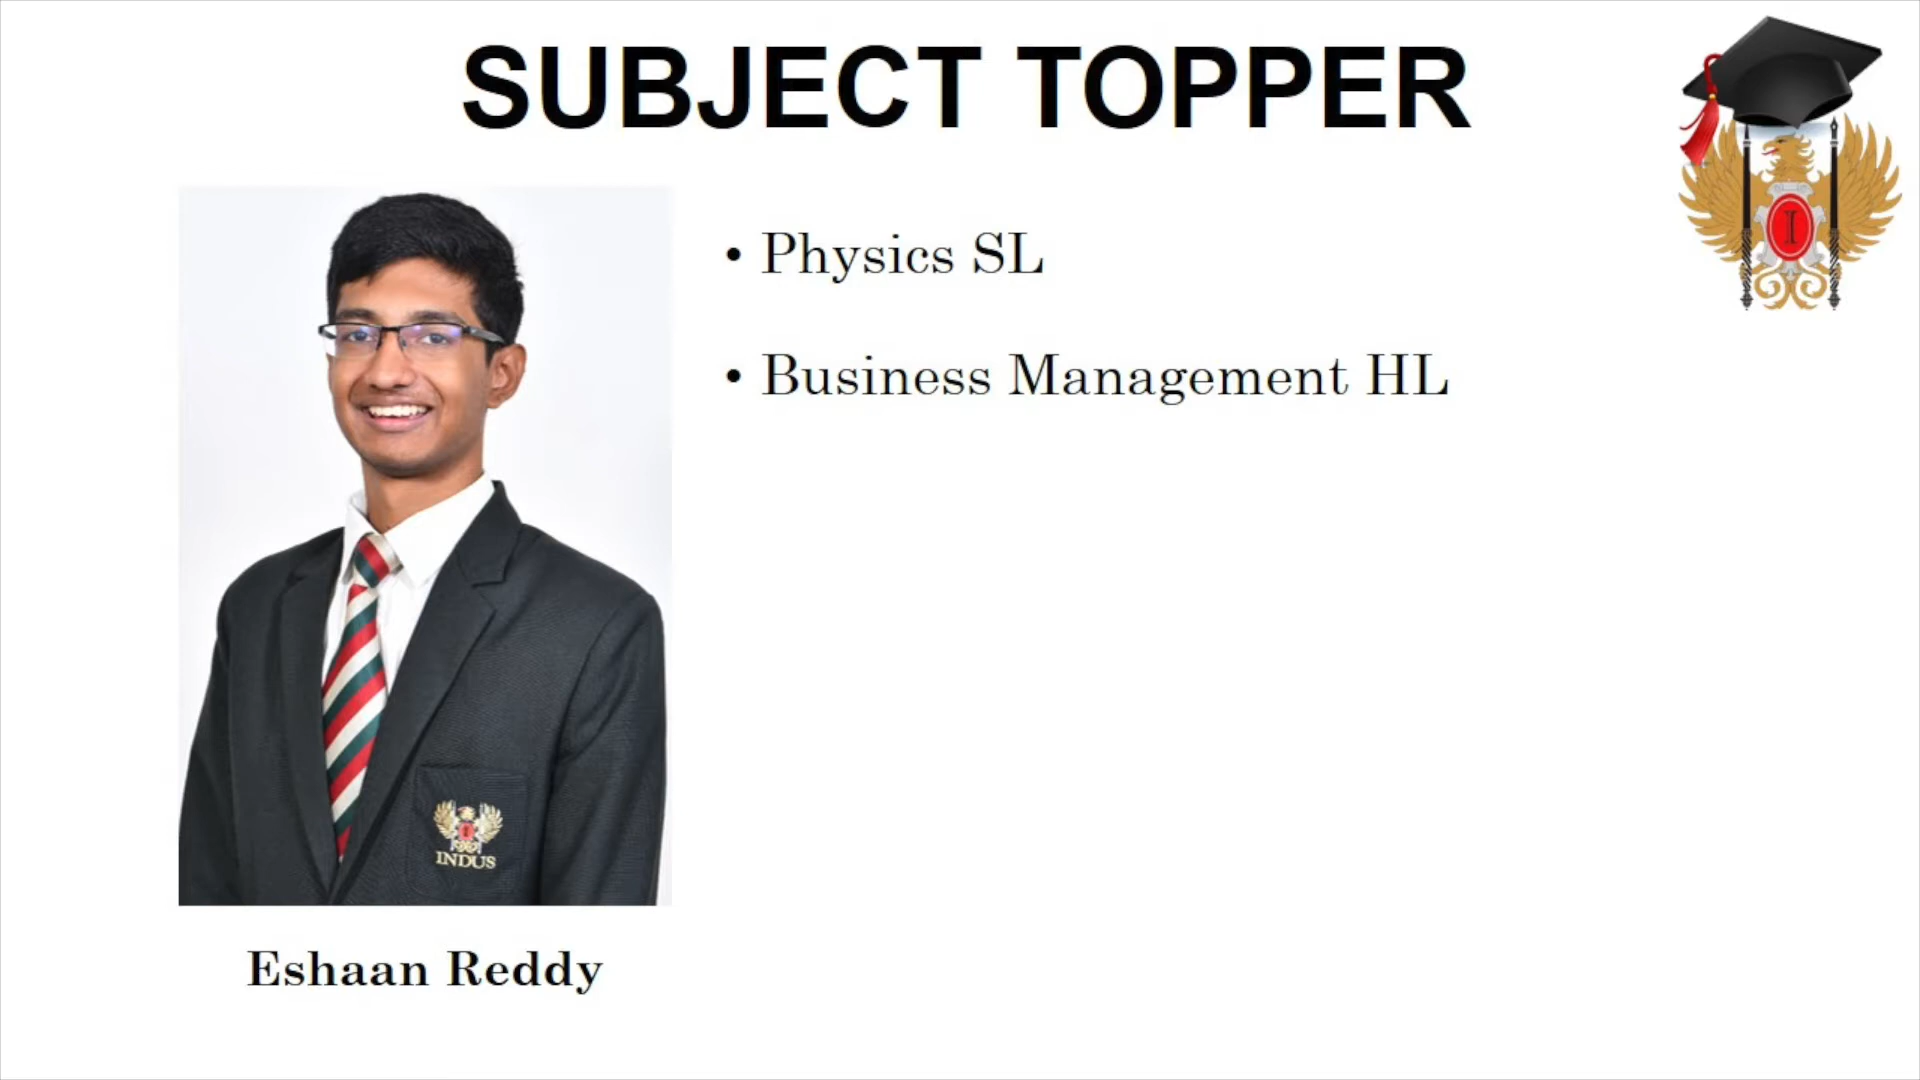 SUBJECT TOPPER
• Physics SL
• Business Management HL
I
I
INDUS
Eshaan Reddy